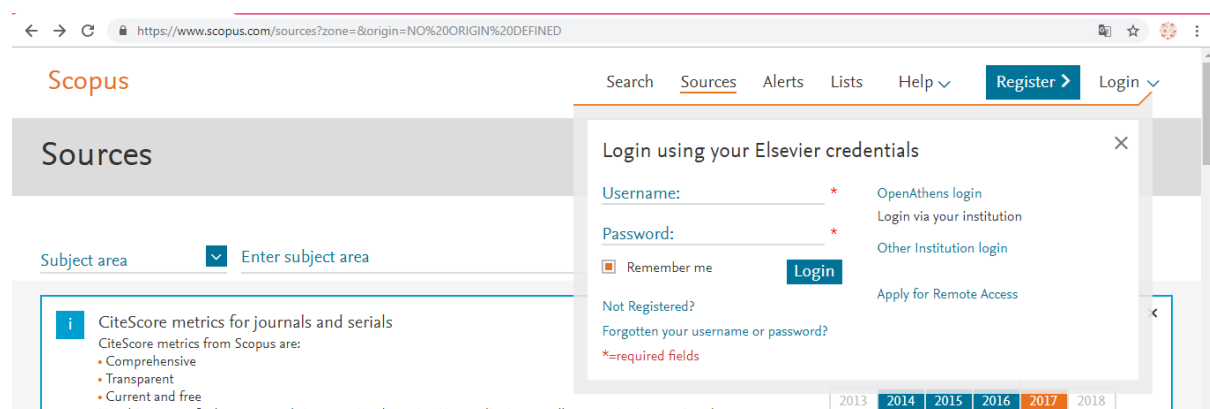 https://www.scopus.com/sources?zone=&origin=NO%20ORIGIN%20DEFINED
Scopus
Search Sources Alerts Lists Help Register Login
Sources
Login using your Elsevier credentials
Username: *
OpenAthens login
Login via your institution
Password: *
Other Institution login
Remember me
Login
Apply for Remote Access
Not Registered?
Forgotten your username or password?
*=required fields
Subject area Enter subject area
i CiteScore metrics for journals and serials
CiteScore metrics from Scopus are:
• Comprehensive
• Transparent
• Current and free
2013 2014 2015 2016 2017 2018